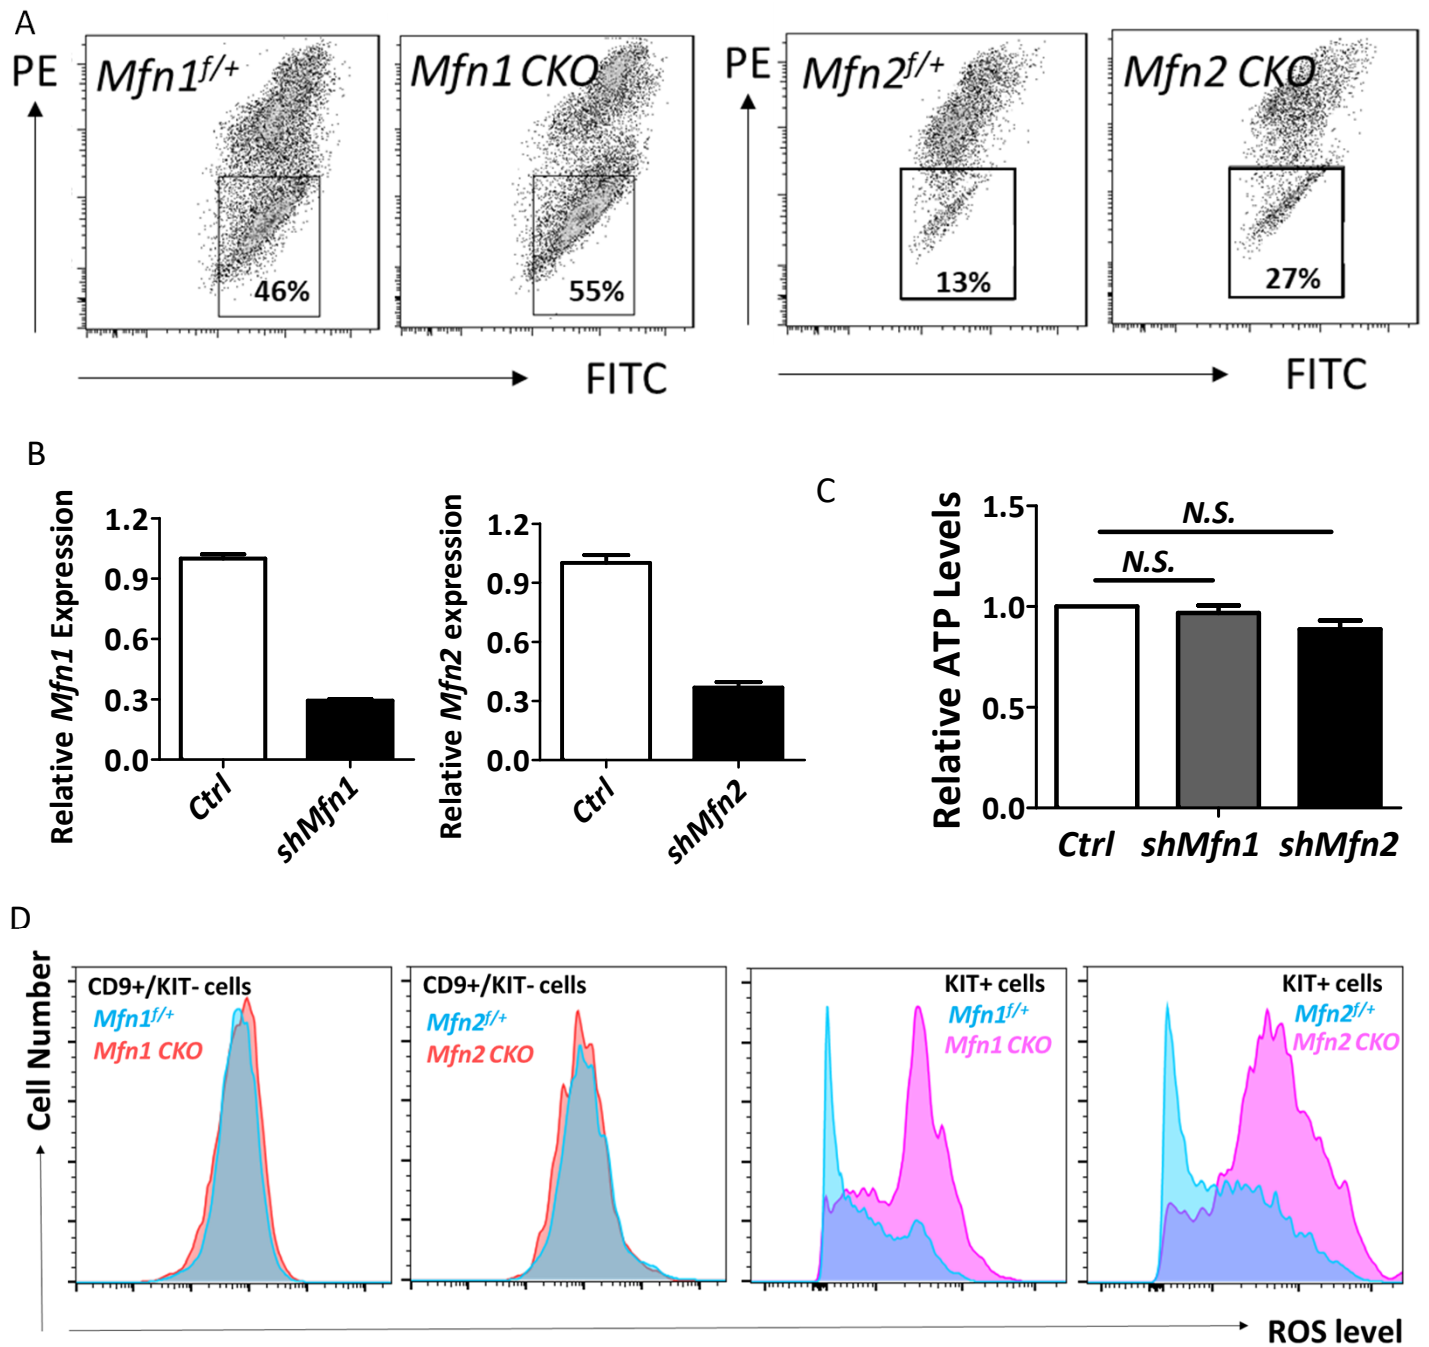 A
PE
Mfn1f/+
Mfn1 CKO
PE
Mfn2f/+
Mfn2 CKO
46%
55%
13%
27%
FITC
FITC
B
Relative Mfn1 Expression
1.2
0.9
0.6
0.3
0.0
Ctrl
shMfn1
Relative Mfn2 expression
1.2
0.9
0.6
0.3
0.0
Ctrl
shMfn2
C
Relative ATP Levels
1.5
1.0
0.5
0.0
N.S.
N.S.
Ctrl
shMfn1
shMfn2
D
Cell Number
CD9+/KIT- cells
Mfn1f/+
Mfn1 CKO
CD9+/KIT- cells
Mfn2f/+
Mfn2 CKO
KIT+ cells
Mfn1f/+
Mfn1 CKO
KIT+ cells
Mfn2f/+
Mfn2 CKO
ROS level